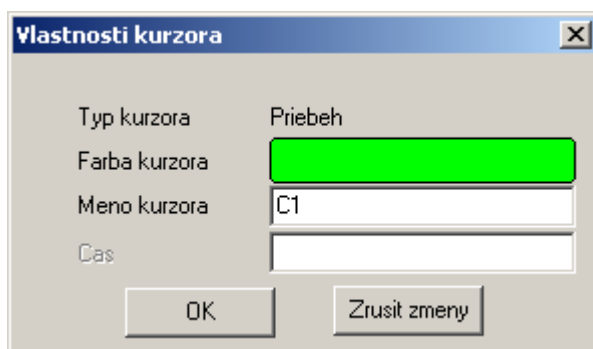 Vlastnosti kurzora
Typ kurzora Priebeh
Farba kurzora
Meno kurzora C1
Cas
OK Zrusit zmeny